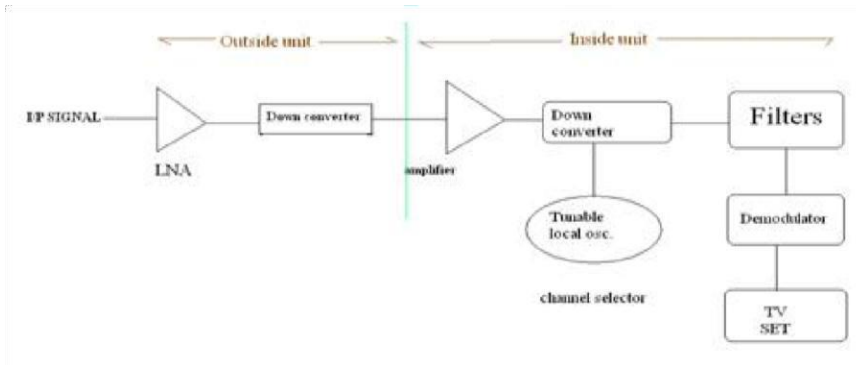 Outside unit
Inside unit
I/P SIGNAL
LNA
Down converter
amplifier
Down
converter
Filters
Tunable
local osc.
channel selector
Demodulator
TV
SET